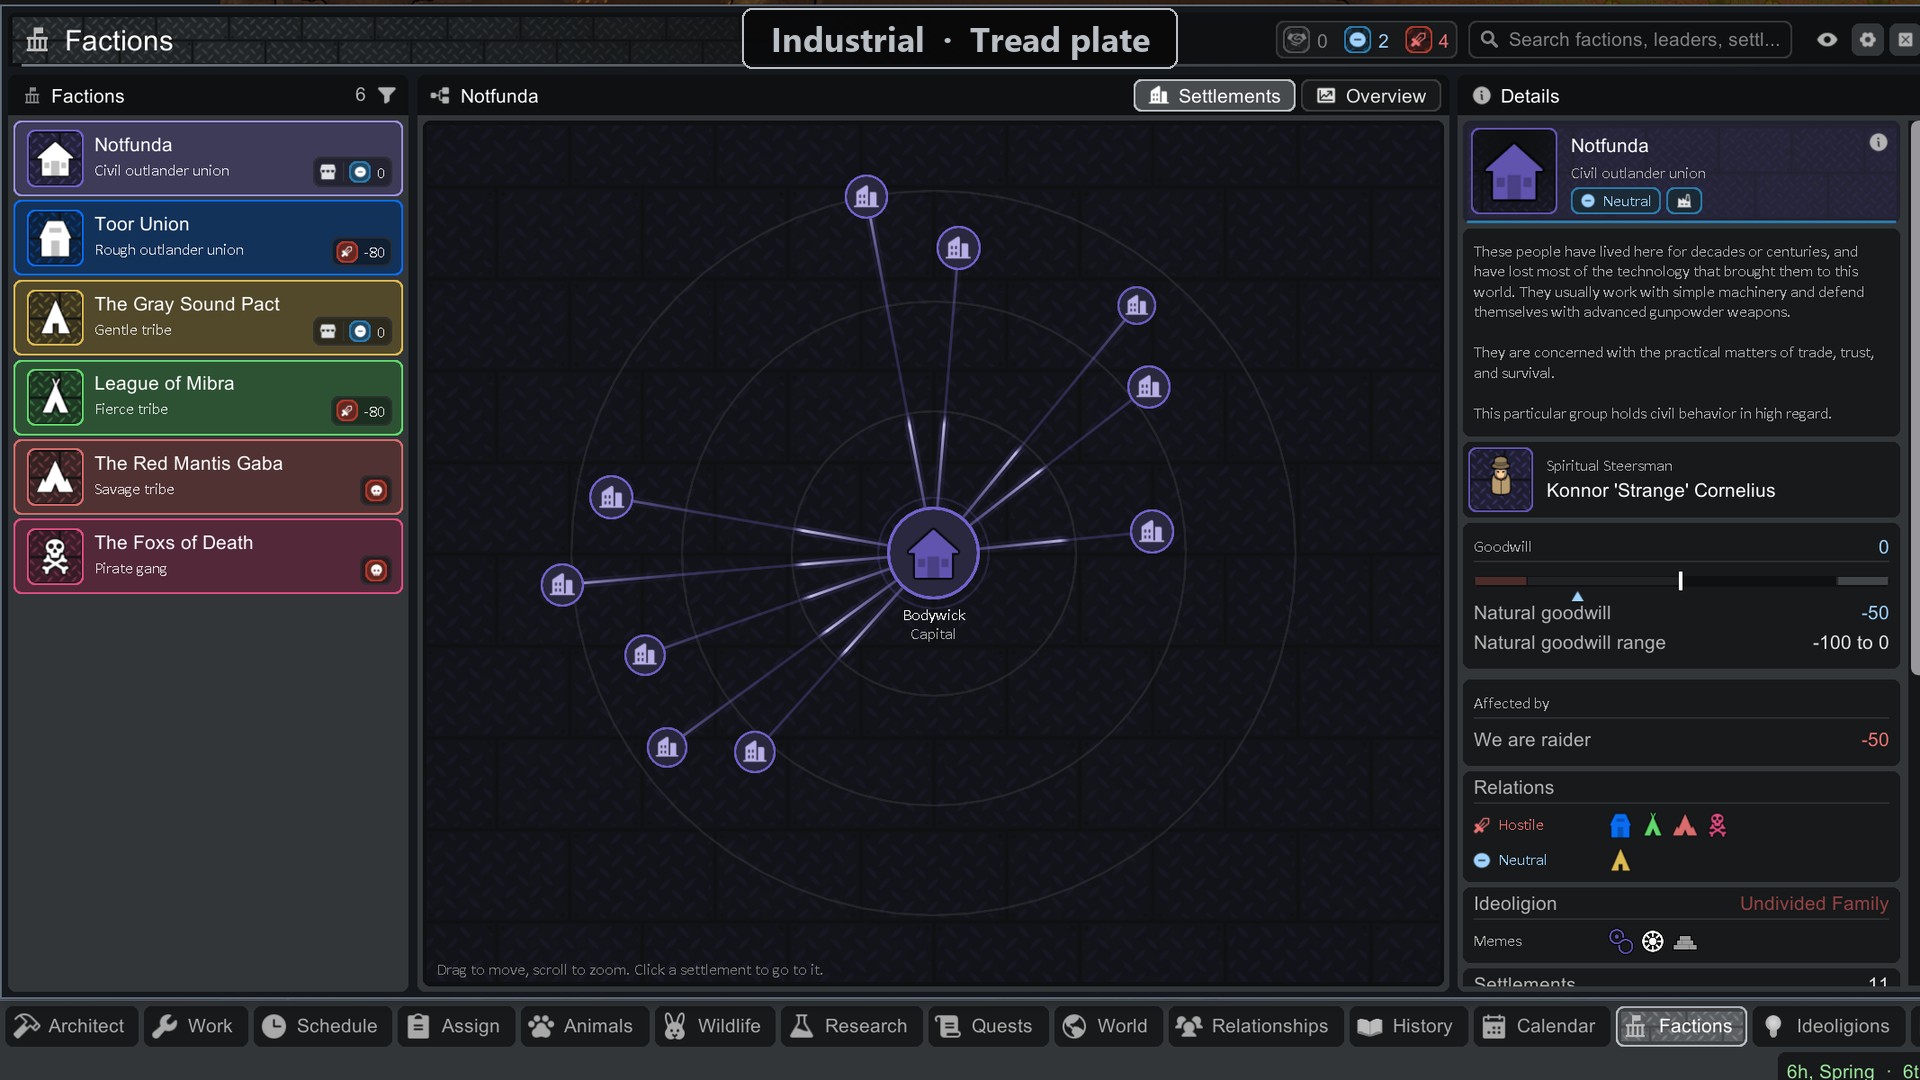 Factions
Industrial · Tread plate
0
2
4
Search factions, leaders, settl...
Factions
6
Notfunda
Settlements
Overview
Details
Notfunda
Civil outlander union
0
Toor Union
Rough outlander union
-80
The Gray Sound Pact
Gentle tribe
0
League of Mibra
Fierce tribe
-80
The Red Mantis Gaba
Savage tribe
The Foxs of Death
Pirate gang
Bodywick
Capital
Drag to move, scroll to zoom. Click a settlement to go to it.
Notfunda
Civil outlander union
Neutral
These people have lived here for decades or centuries, and
have lost most of the technology that brought them to this
world. They usually work with simple machinery and defend
themselves with advanced gunpowder weapons.
They are concerned with the practical matters of trade, trust,
and survival.
This particular group holds civil behavior in high regard.
Spiritual Steersman
Konnor 'Strange' Cornelius
Goodwill 0
Natural goodwill -50
Natural goodwill range -100 to 0
Affected by
We are raider -50
Relations
Hostile
Neutral
Ideoligion Undivided Family
Memes
Settlements 11
Architect
Work
Schedule
Assign
Animals
Wildlife
Research
Quests
World
Relationships
History
Calendar
Factions
Ideoligions
6h, Spring · 6t